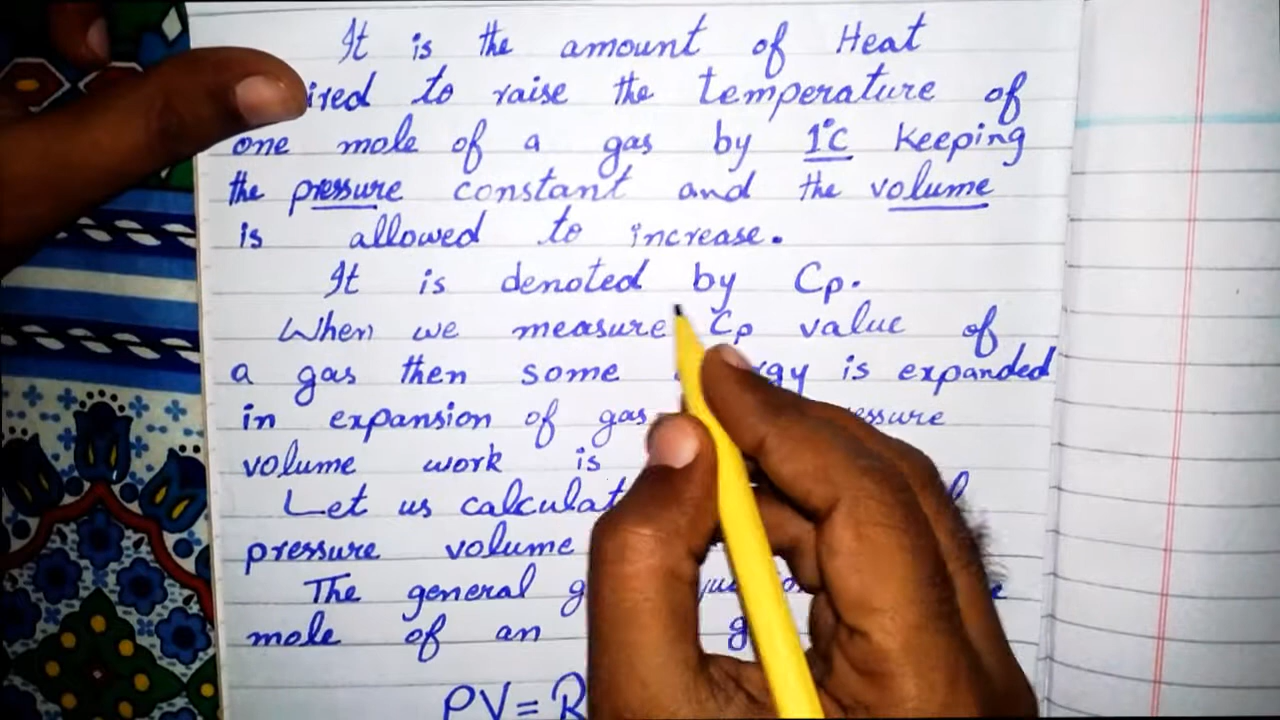 It is the amount of Heat
ired to raise the temperature of
one mole of a gas by 1°C keeping
the pressure constant and the volume
is allowed to increase.
It is denoted by Cp.
When we measure Cp value of
a gas then some rgy is expanded
in expansion of gas essure
volume work is
Let us calculat
pressure volume
The general g
mole of an g
PV = R